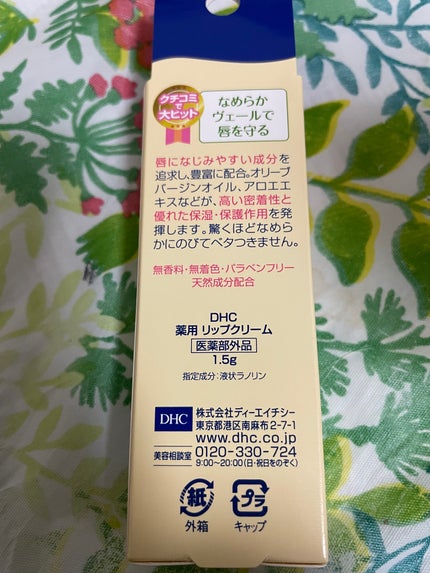 クチコミ
で
大ヒット
なめらか
ヴェールで
唇を守る
唇になじみやすい成分を
追求し、豊富に配合。オリーブ
バージンオイル、アロエエ
キスなどが、高い密着性と
優れた保湿・保護作用を発
揮します。驚くほどなめら
かにのびてベタつきません。
無香料・無着色・パラベンフリー
天然成分配合
DHC
薬用 リップクリーム
医薬部外品
1.5g
指定成分：液状ラノリン
DHC 株式会社ディーエイチシー
東京都港区南麻布2-7-1
www.dhc.co.jp
美容相談室 0120-330-724
9:00〜20:00(日・祝日をのぞく)
紙 プラ
外箱 キャップ